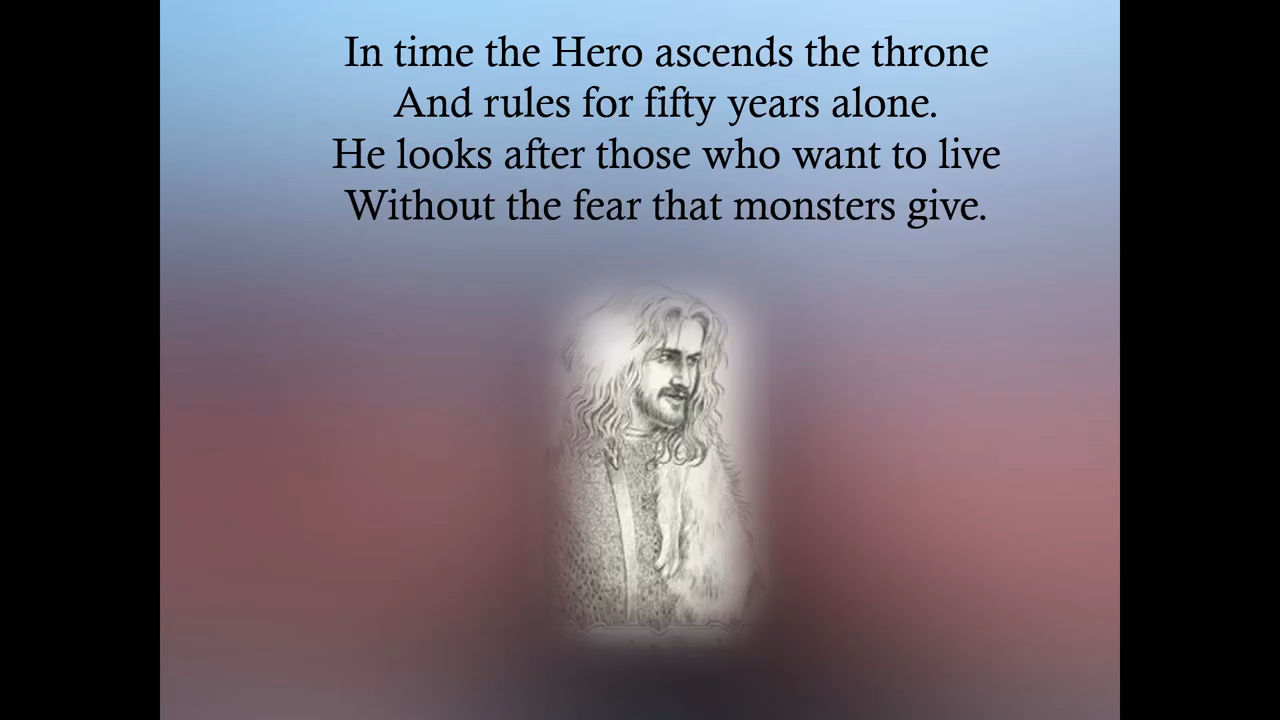 In time the Hero ascends the throne
And rules for fifty years alone.
He looks after those who want to live
Without the fear that monsters give.